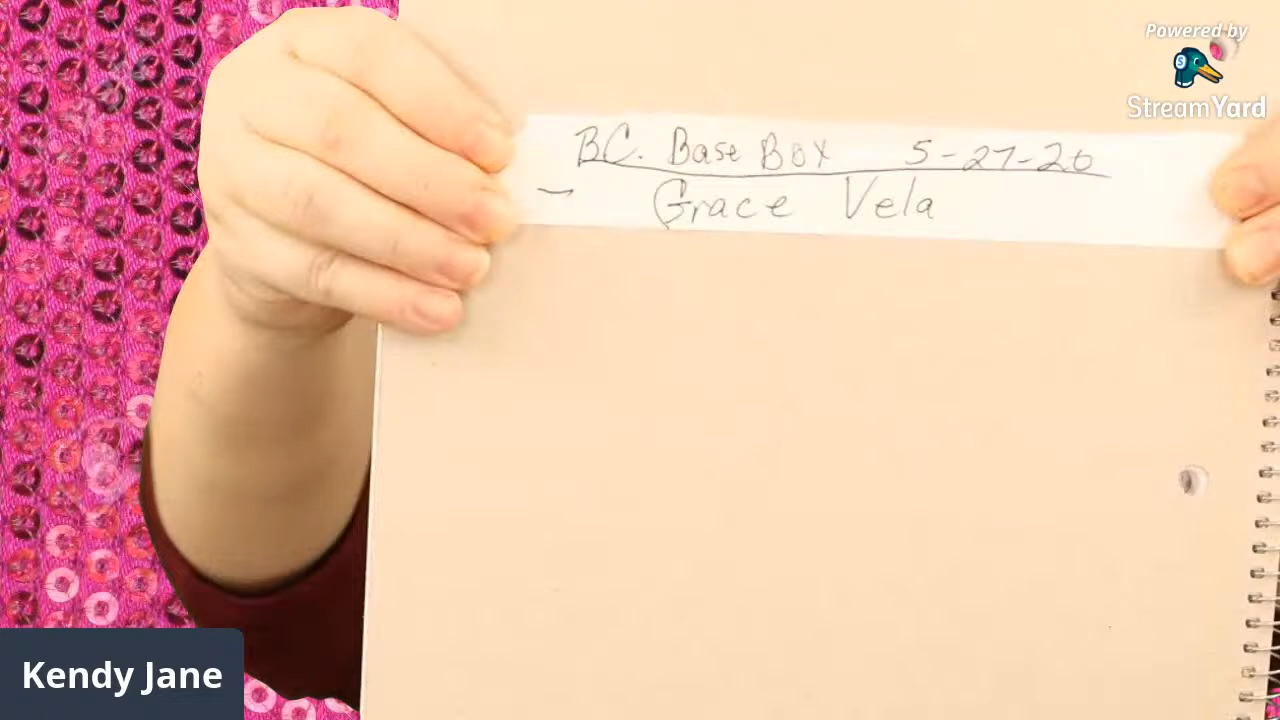 Powered by
StreamYard
BC. Base Box 5-27-20
- Grace Vela
Kendy Jane